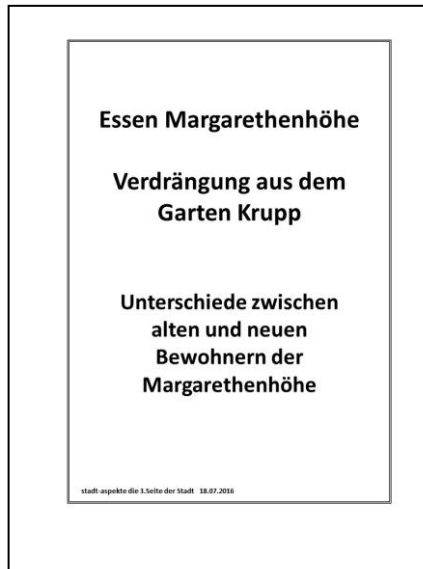 Essen Margarethenhöhe
Verdrängung aus dem
Garten Krupp
Unterschiede zwischen
alten und neuen
Bewohnern der
Margarethenhöhe
stadt-aspekte die 3.Seite der Stadt 18.07.2016